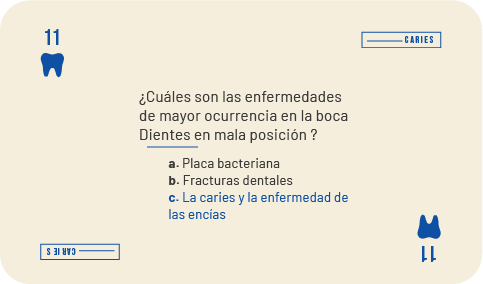 11
CARIES
¿Cuáles son las enfermedades
de mayor ocurrencia en la boca
Dientes en mala posición ?
a. Placa bacteriana
b. Fracturas dentales
c. La caries y la enfermedad de
las encías
CARIES
11